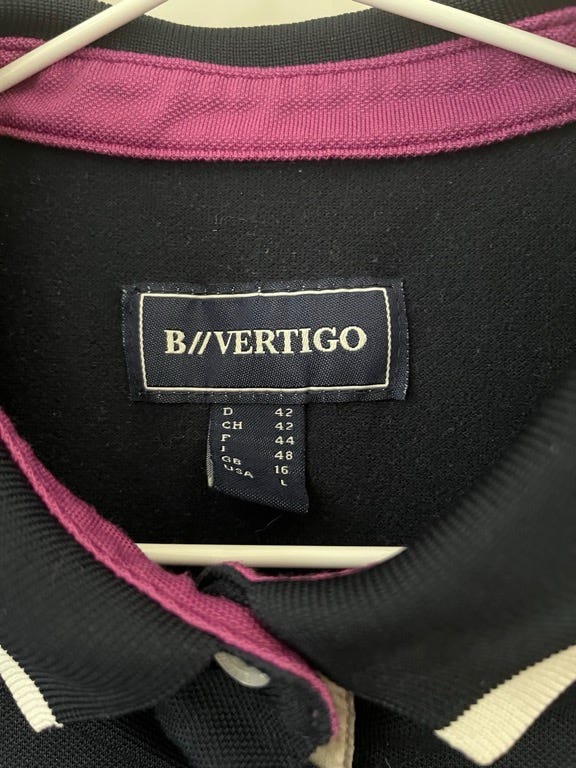 B//VERTIGO
D 42
CH 42
F 44
I 48
GB 16
USA L